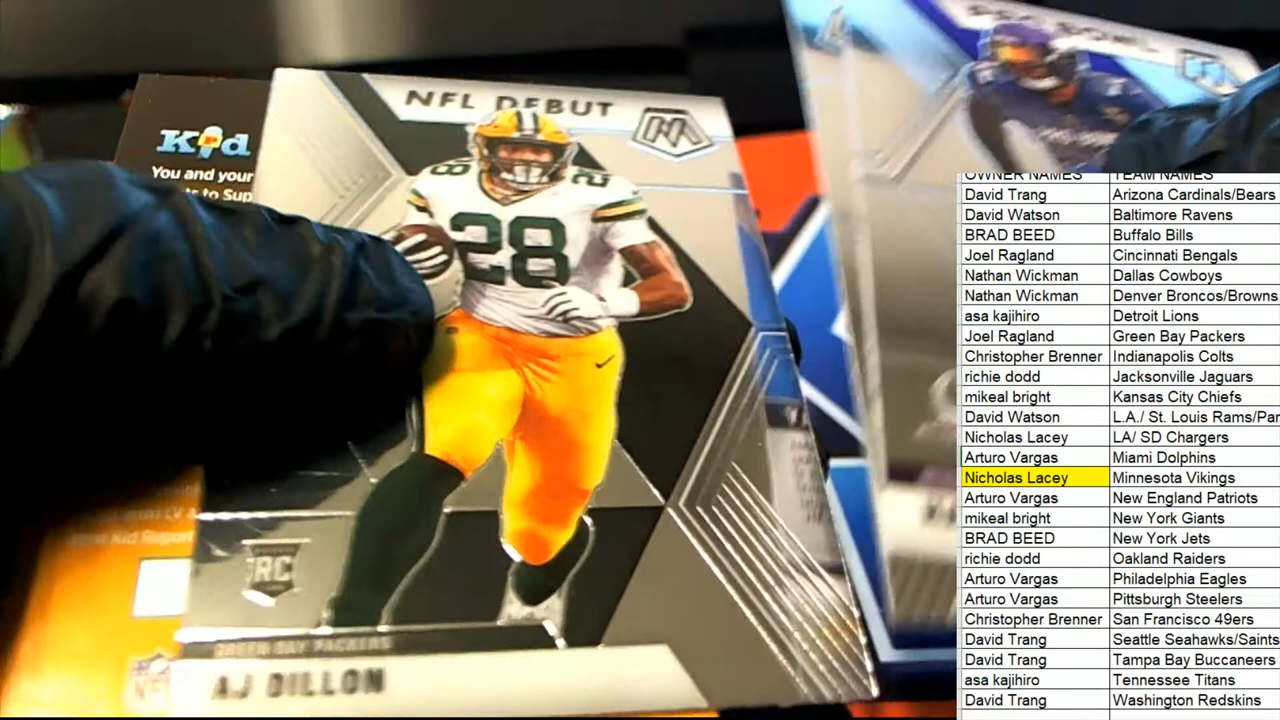 NFL DEBUT
Kid
You and your
ts to Sup
28
28
RC
GREEN BAY PACKERS
AJ DILLON
NFL
OWNER NAMES TEAM NAMES
David Trang Arizona Cardinals/Bears
David Watson Baltimore Ravens
BRAD BEED Buffalo Bills
Joel Ragland Cincinnati Bengals
Nathan Wickman Dallas Cowboys
Nathan Wickman Denver Broncos/Browns
asa kajihiro Detroit Lions
Joel Ragland Green Bay Packers
Christopher Brenner Indianapolis Colts
richie dodd Jacksonville Jaguars
mikeal bright Kansas City Chiefs
David Watson L.A./ St. Louis Rams/Par
Nicholas Lacey LA/ SD Chargers
Arturo Vargas Miami Dolphins
Nicholas Lacey Minnesota Vikings
Arturo Vargas New England Patriots
mikeal bright New York Giants
BRAD BEED New York Jets
richie dodd Oakland Raiders
Arturo Vargas Philadelphia Eagles
Arturo Vargas Pittsburgh Steelers
Christopher Brenner San Francisco 49ers
David Trang Seattle Seahawks/Saints
David Trang Tampa Bay Buccaneers
asa kajihiro Tennessee Titans
David Trang Washington Redskins